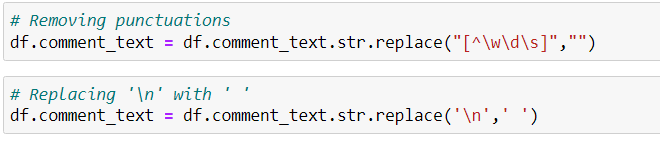 # Removing punctuations
df.comment_text = df.comment_text.str.replace("[^\w\d\s]","")
# Replacing '\n' with ' '
df.comment_text = df.comment_text.str.replace('\n',' ')